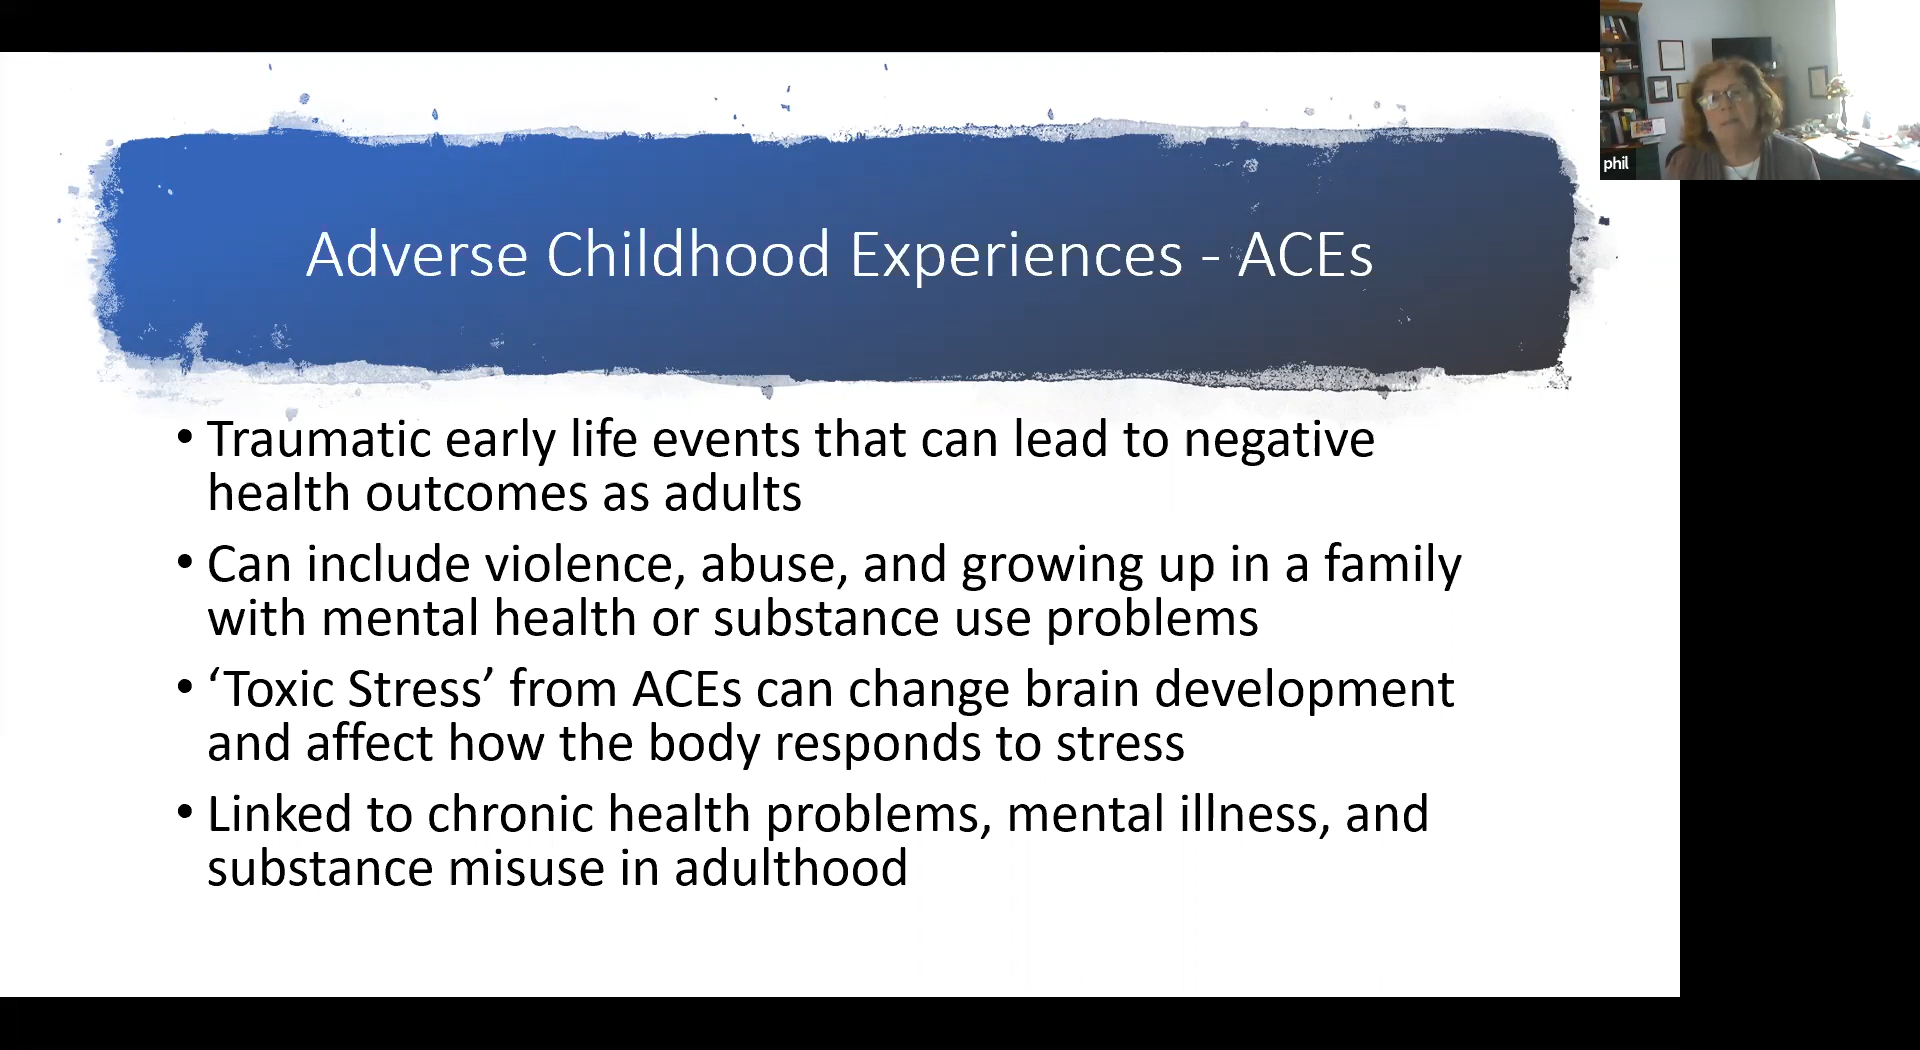 phil
Adverse Childhood Experiences - ACEs
• Traumatic early life events that can lead to negative
health outcomes as adults
• Can include violence, abuse, and growing up in a family
with mental health or substance use problems
• ‘Toxic Stress’ from ACEs can change brain development
and affect how the body responds to stress
• Linked to chronic health problems, mental illness, and
substance misuse in adulthood